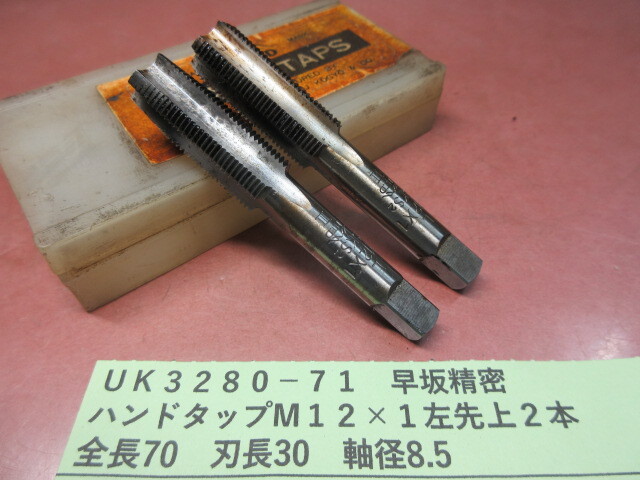 TAPS
UK3280-71 早坂精密
ハンドタップM12×1左先上2本
全長70 刃長30 軸径8.5